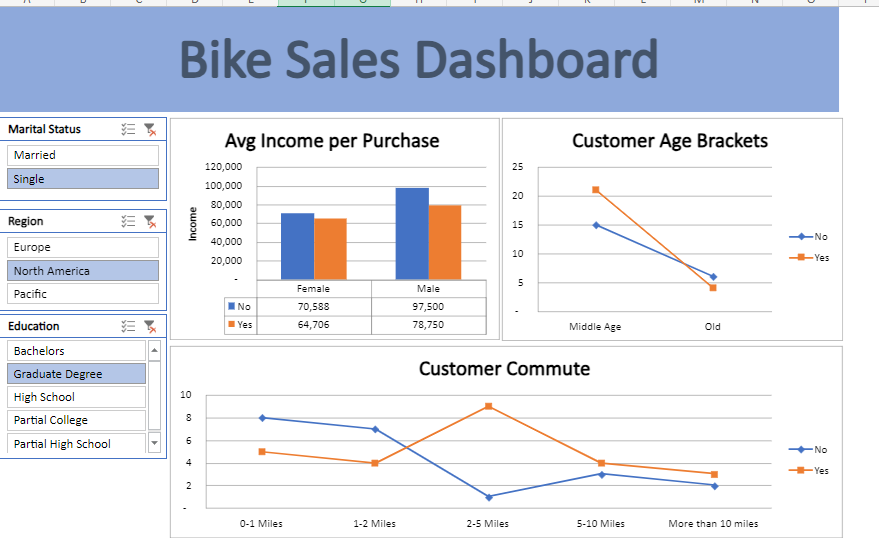 Bike Sales Dashboard
Marital Status
Married
Single
Region
Europe
North America
Pacific
Education
Bachelors
Graduate Degree
High School
Partial College
Partial High School
Avg Income per Purchase
Income
120,000
100,000
80,000
60,000
40,000
20,000
-
Female Male
No 70,588 97,500
Yes 64,706 78,750
Customer Age Brackets
25
20
15
10
5
-
Middle Age Old
No
Yes
Customer Commute
10
8
6
4
2
-
0-1 Miles 1-2 Miles 2-5 Miles 5-10 Miles More than 10 miles
No
Yes